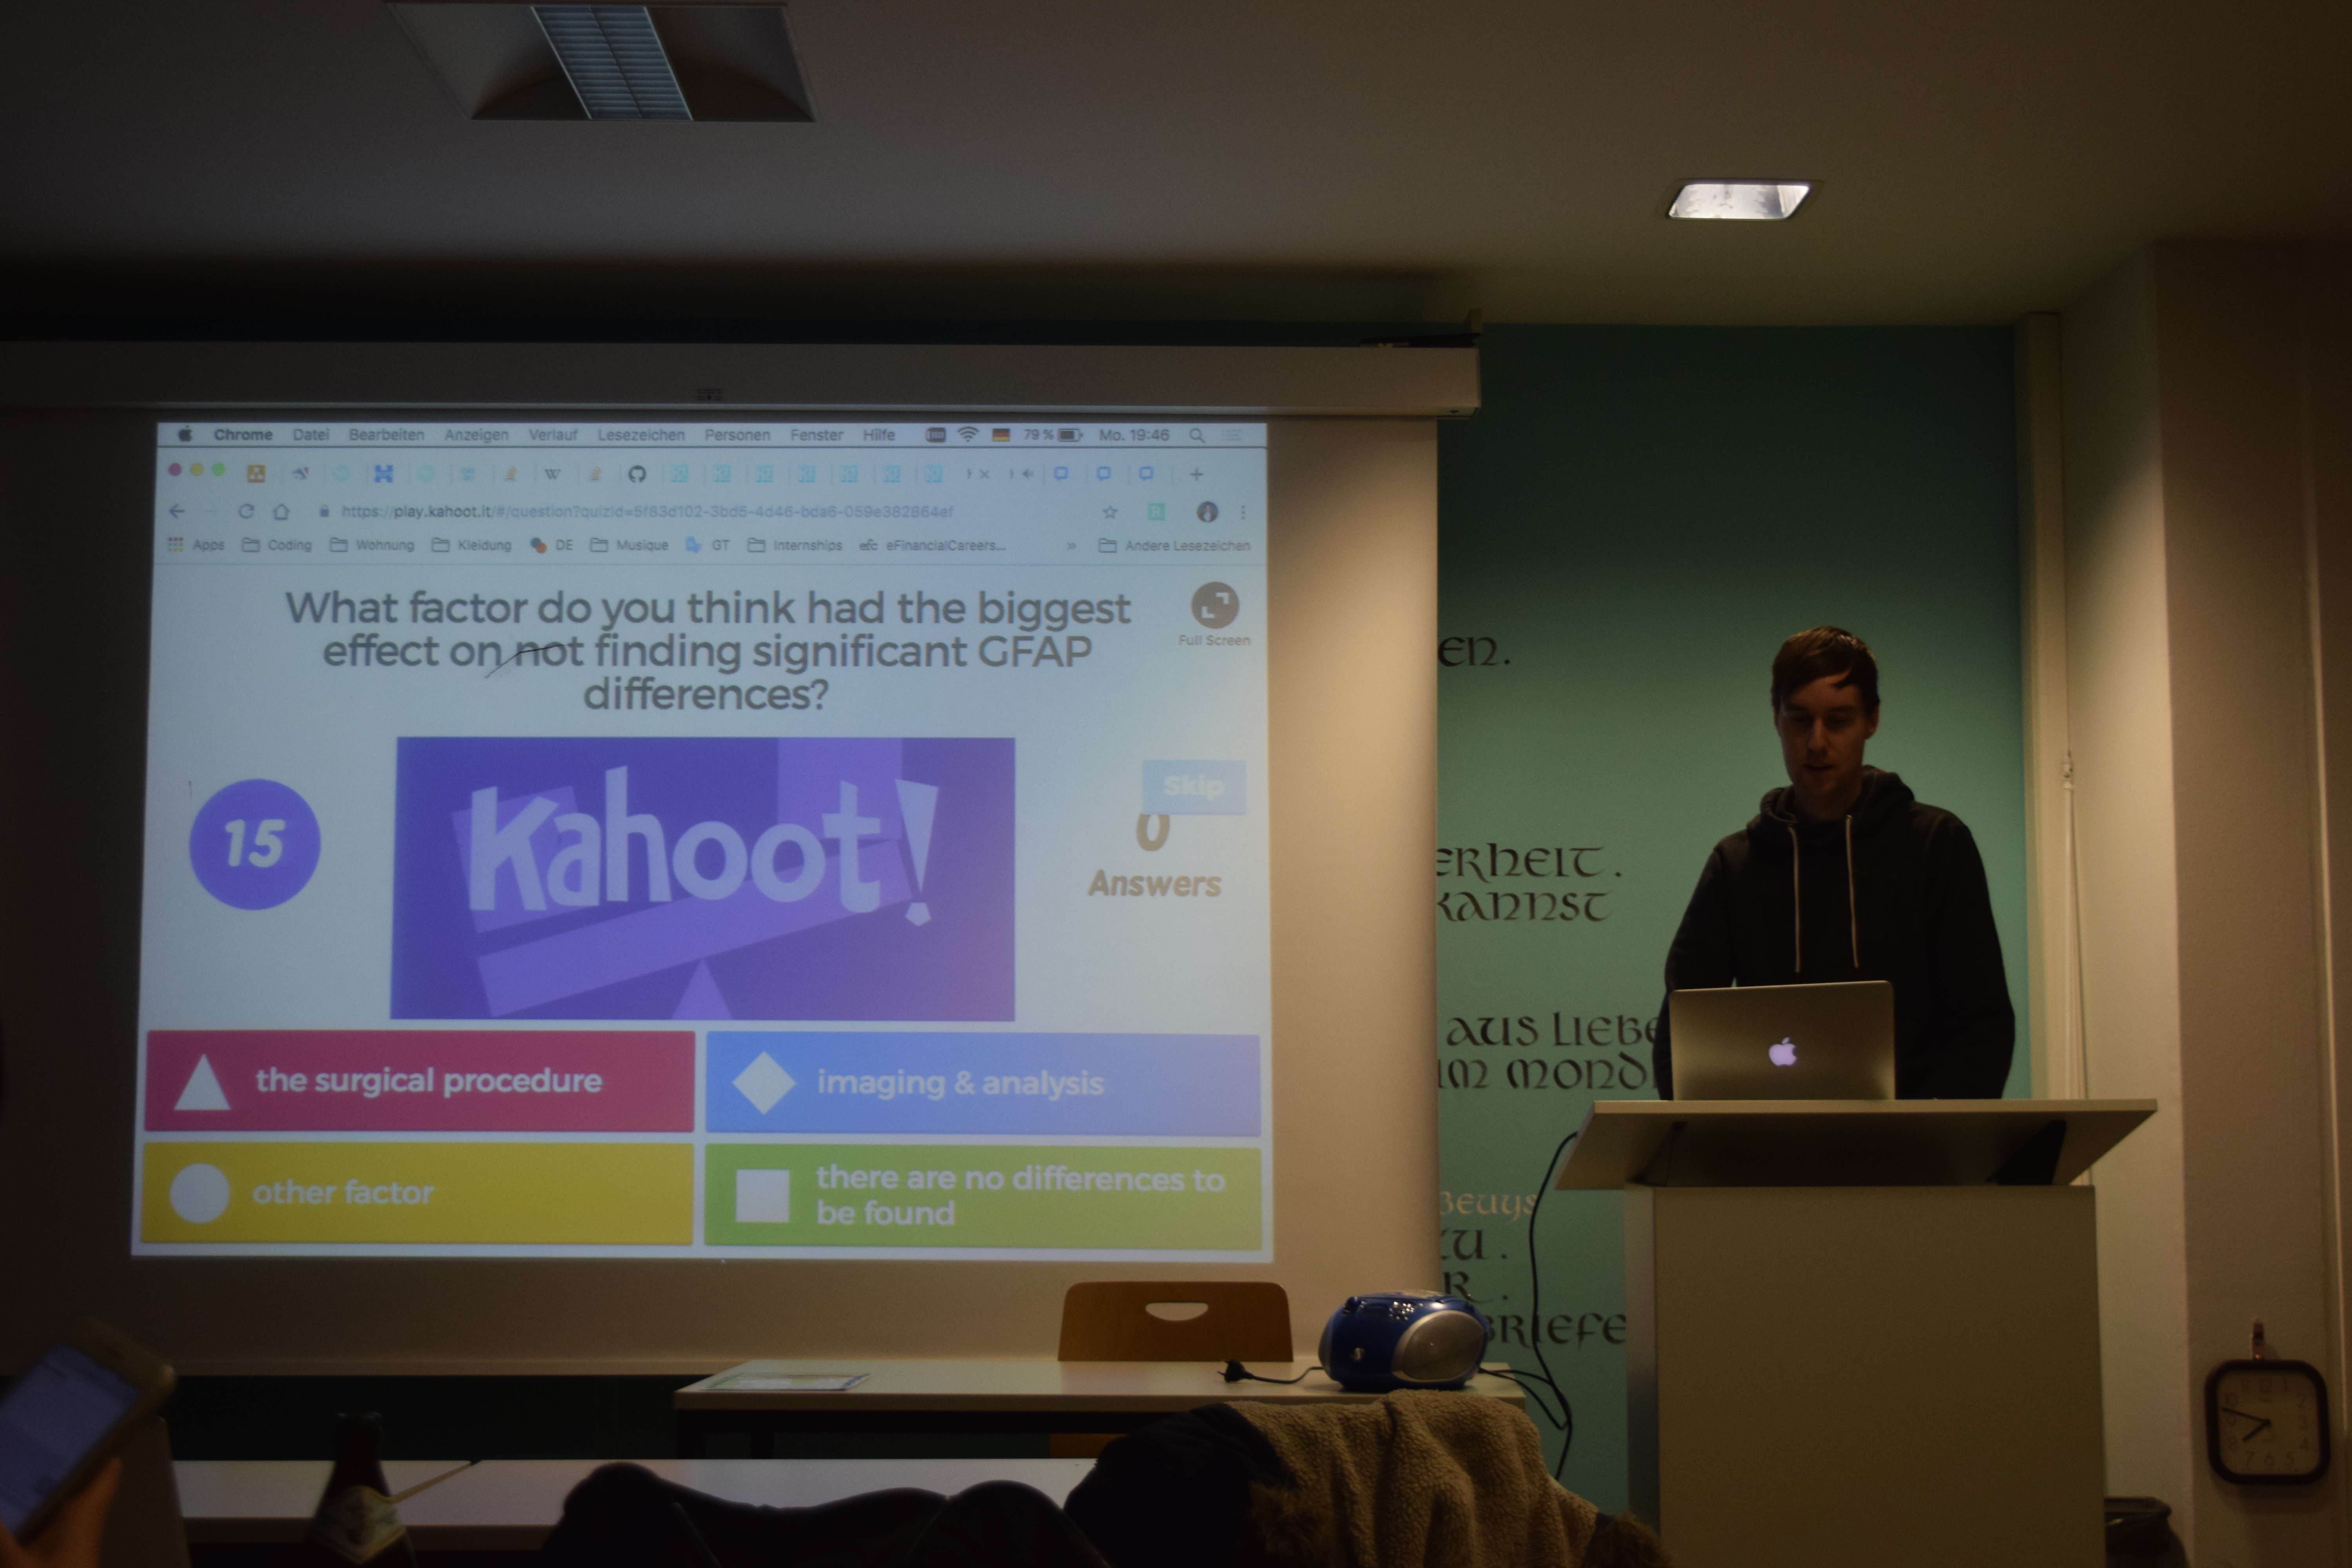 Chrome Datei Bearbeiten Anzeigen Verlauf Lesezeichen Personen Fenster Hilfe 79 % Mo. 19:46
W
https://play.kahoot.it/#/question?quizId=5f83d102-3bd5-4d46-bda6-059e382864ef
Apps Coding Wohnung Kleidung DE Musique GT Internships efc eFinancialCareers... » Andere Lesezeichen
What factor do you think had the biggest
effect on not finding significant GFAP
differences?
Full Screen
15
Kahoot!
Skip
0
Answers
the surgical procedure
imaging & analysis
other factor
there are no differences to
be found
EN.
ERHEIT.
KANNST
AUS LIEBE
IM MOND
BEUYS
ZU.
R.
BRIEFE